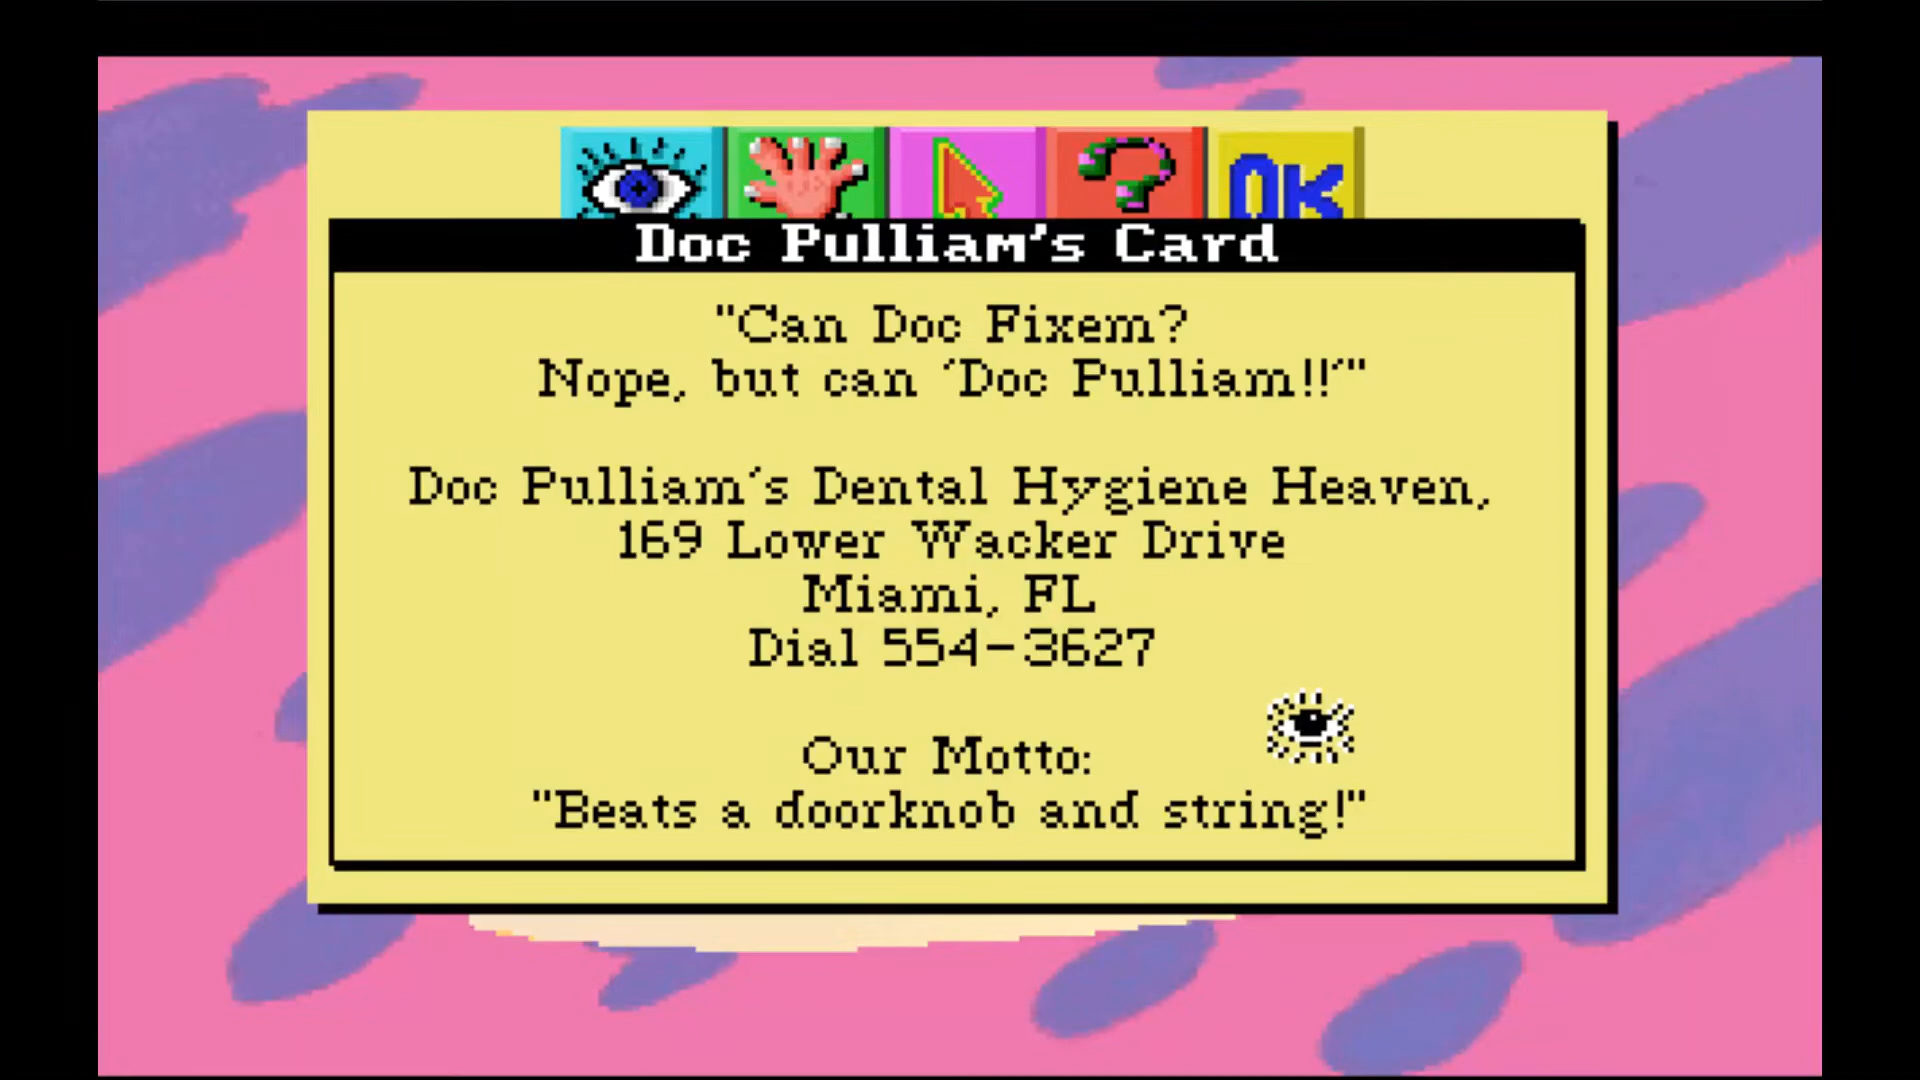 OK
Doc Pulliam's Card
"Can Doc Fixem?
Nope, but can 'Doc Pulliam!!'"
Doc Pulliam's Dental Hygiene Heaven,
169 Lower Wacker Drive
Miami, FL
Dial 554-3627
Our Motto:
"Beats a doorknob and string!"